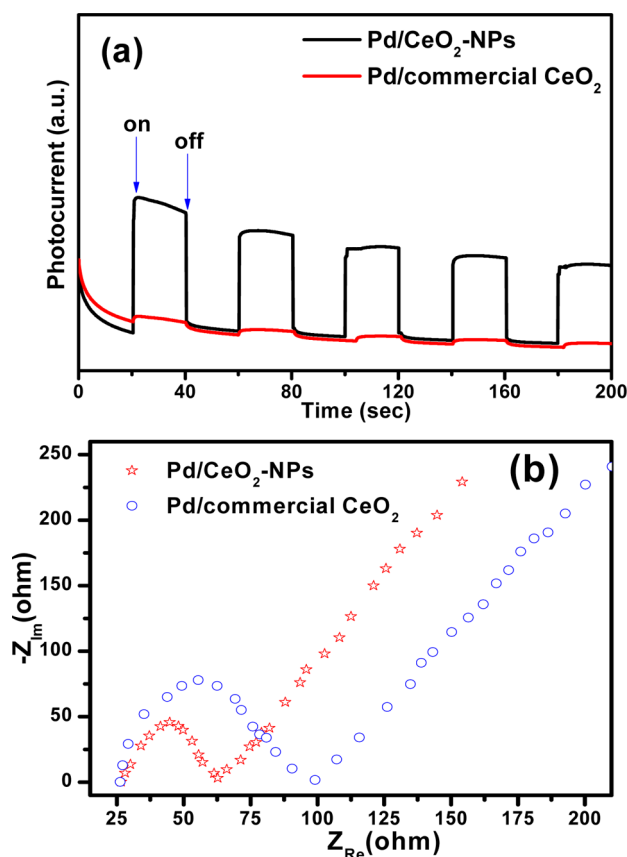 (a)
Pd/CeO₂-NPs
Pd/commercial CeO₂
on
off
Photocurrent (a.u.)
0 40 80 120 160 200
Time (sec)
(b)
Pd/CeO₂-NPs
Pd/commercial CeO₂
250
200
150
100
50
0
-Z_Im(ohm)
25 50 75 100 125 150 175 200
Z_Re(ohm)